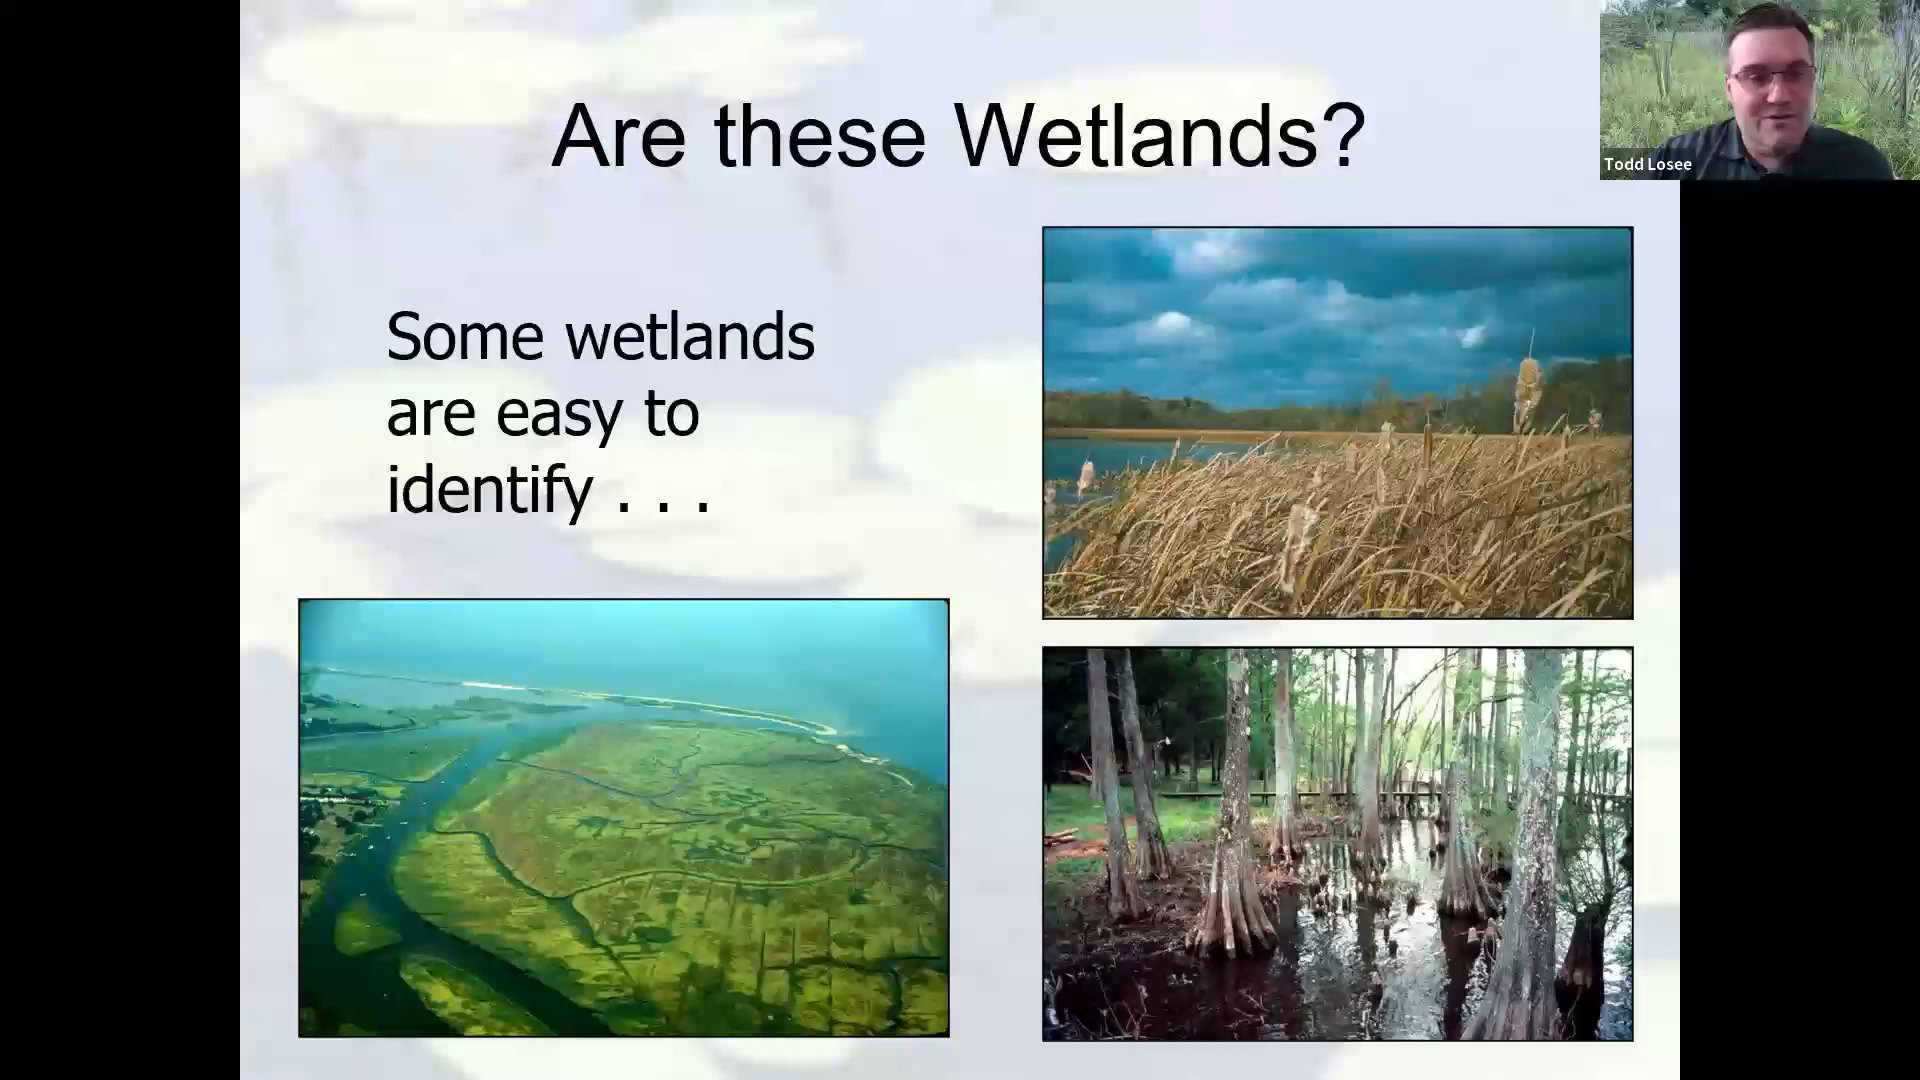 Are these Wetlands?
Todd Losee
Some wetlands
are easy to
identify . . .